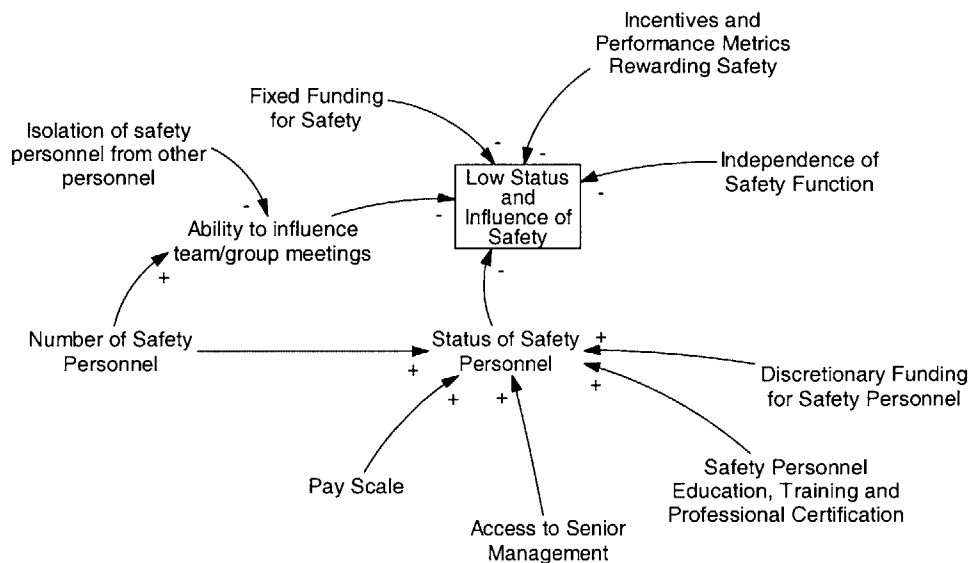 Incentives and
Performance Metrics
Rewarding Safety
Fixed Funding
for Safety
-
-
Isolation of safety
personnel from other
personnel
Independence of
Safety Function
-
Low Status
and
Influence of
Safety
-
-
Ability to influence
team/group meetings
-
+
Number of Safety
Personnel
Status of Safety
Personnel
+
+
+
+
+
+
Discretionary Funding
for Safety Personnel
Pay Scale
Safety Personnel
Education, Training and
Professional Certification
Access to Senior
Management